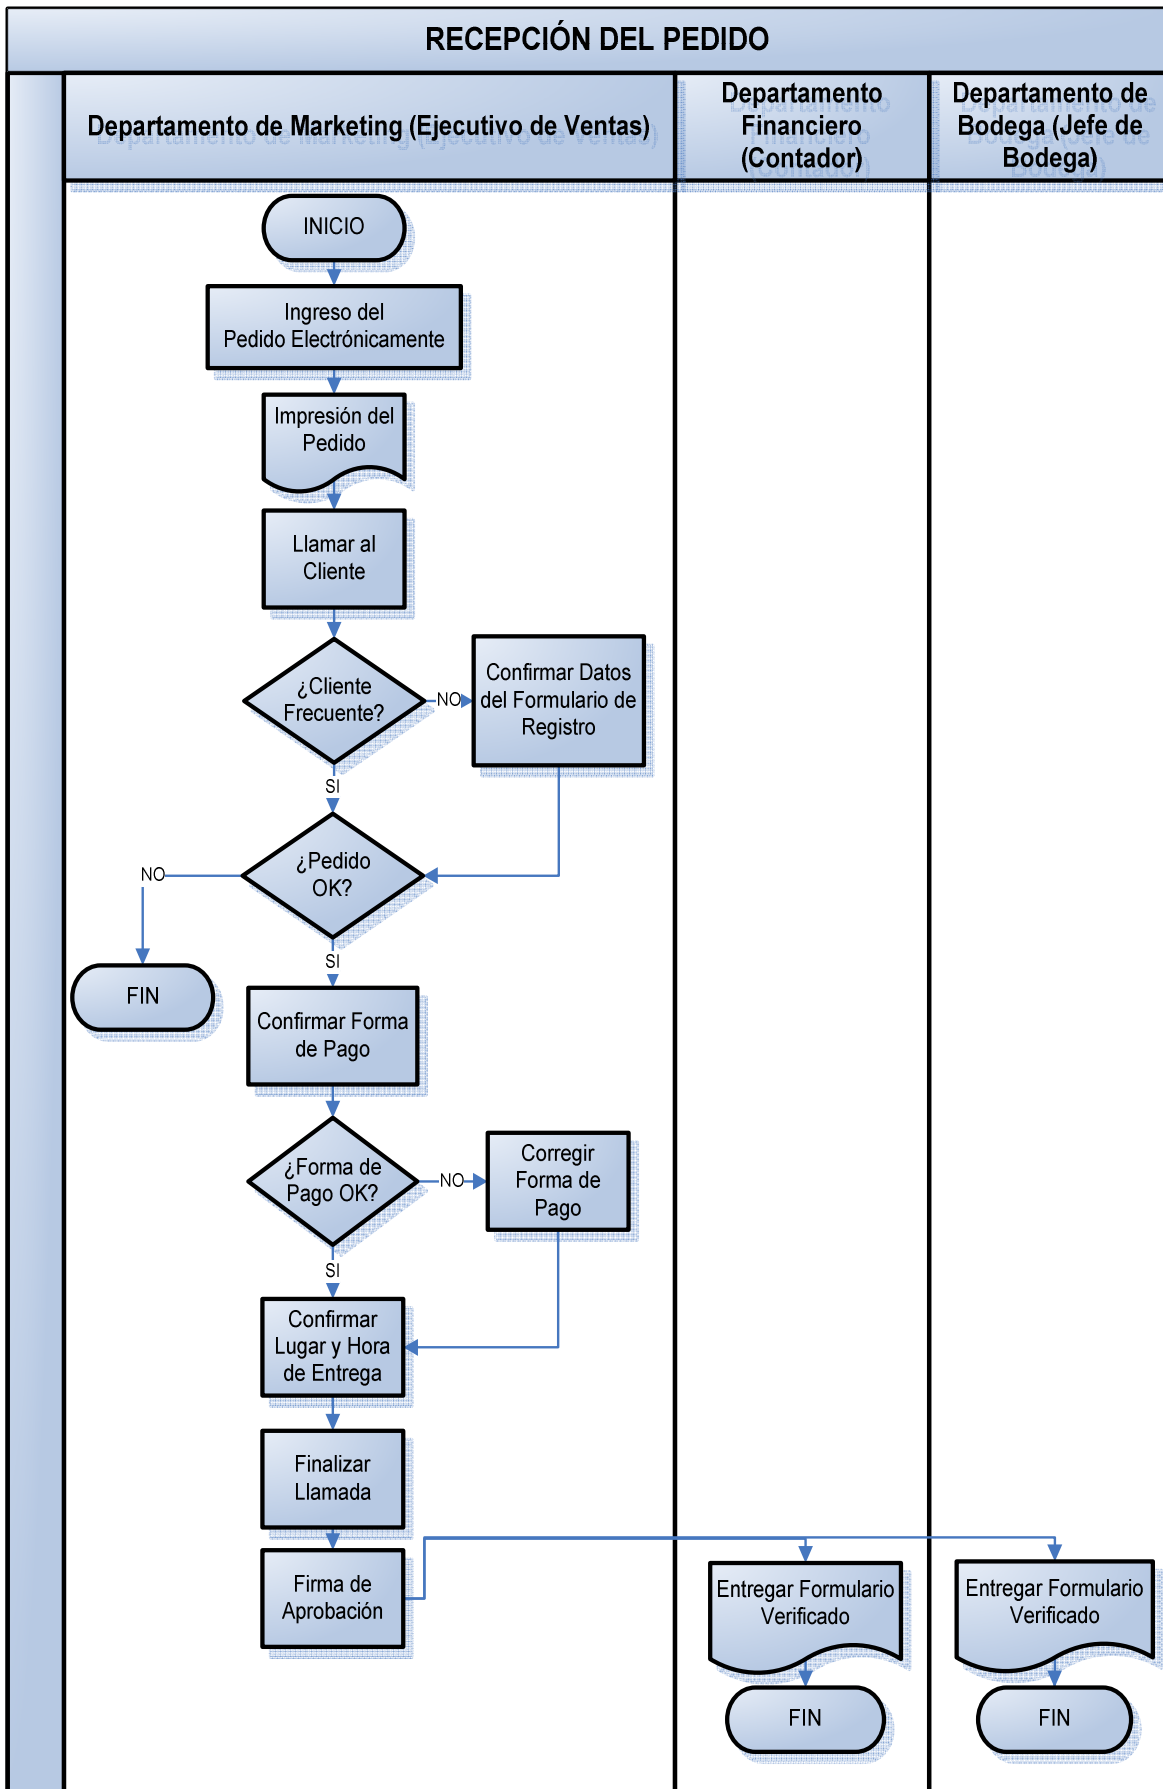 RECEPCIÓN DEL PEDIDO
Departamento de Marketing (Ejecutivo de Ventas)
Departamento
Financiero
(Contador)
Departamento de
Bodega (Jefe de
Bodega)
INICIO
Ingreso del
Pedido Electrónicamente
Impresión del
Pedido
Llamar al
Cliente
¿Cliente
Frecuente?
NO
Confirmar Datos
del Formulario de
Registro
SI
¿Pedido
OK?
NO
FIN
SI
Confirmar Forma
de Pago
¿Forma de
Pago OK?
NO
Corregir
Forma de
Pago
SI
Confirmar
Lugar y Hora
de Entrega
Finalizar
Llamada
Firma de
Aprobación
Entregar Formulario
Verificado
Entregar Formulario
Verificado
FIN
FIN